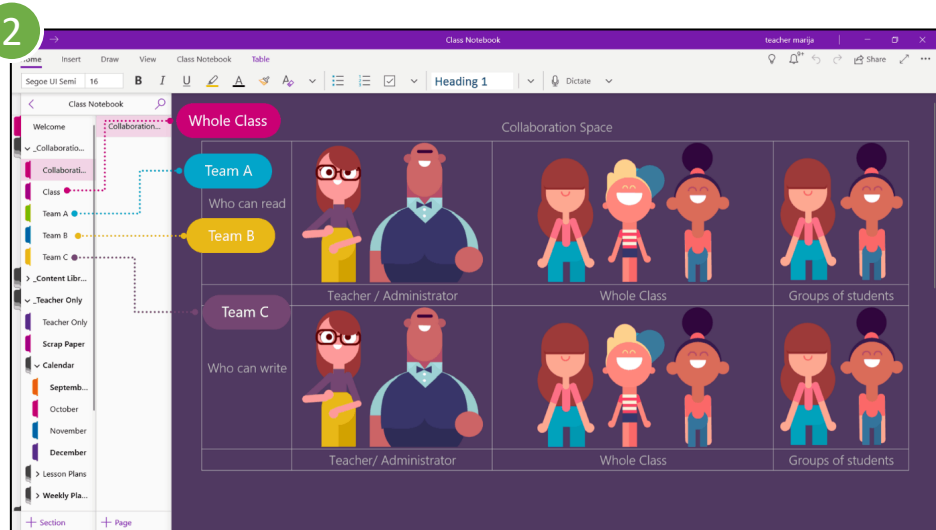 2
Class Notebook
teacher marija
Home Insert Draw View Class Notebook Table
9+
Share
Segoe UI Semi 16 B I U A Heading 1 Dictate
Class Notebook
Welcome
_Collaboratio...
Collaborati...
Class
Team A
Team B
Team C
> _Content Libr...
_Teacher Only
Teacher Only
Scrap Paper
Calendar
Septemb...
October
November
December
> Lesson Plans
> Weekly Pla...
+ Section
Collaboration...
+ Page
Whole Class
Team A
Team B
Team C
Collaboration Space
Who can read
Teacher / Administrator
Whole Class
Groups of students
Who can write
Teacher/ Administrator
Whole Class
Groups of students